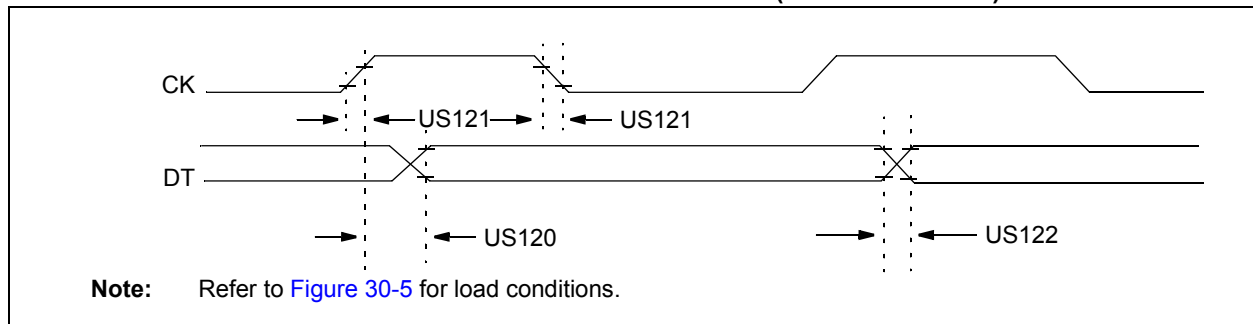 CK
US121
US121
DT
US120
US122
Note: Refer to Figure 30-5 for load conditions.